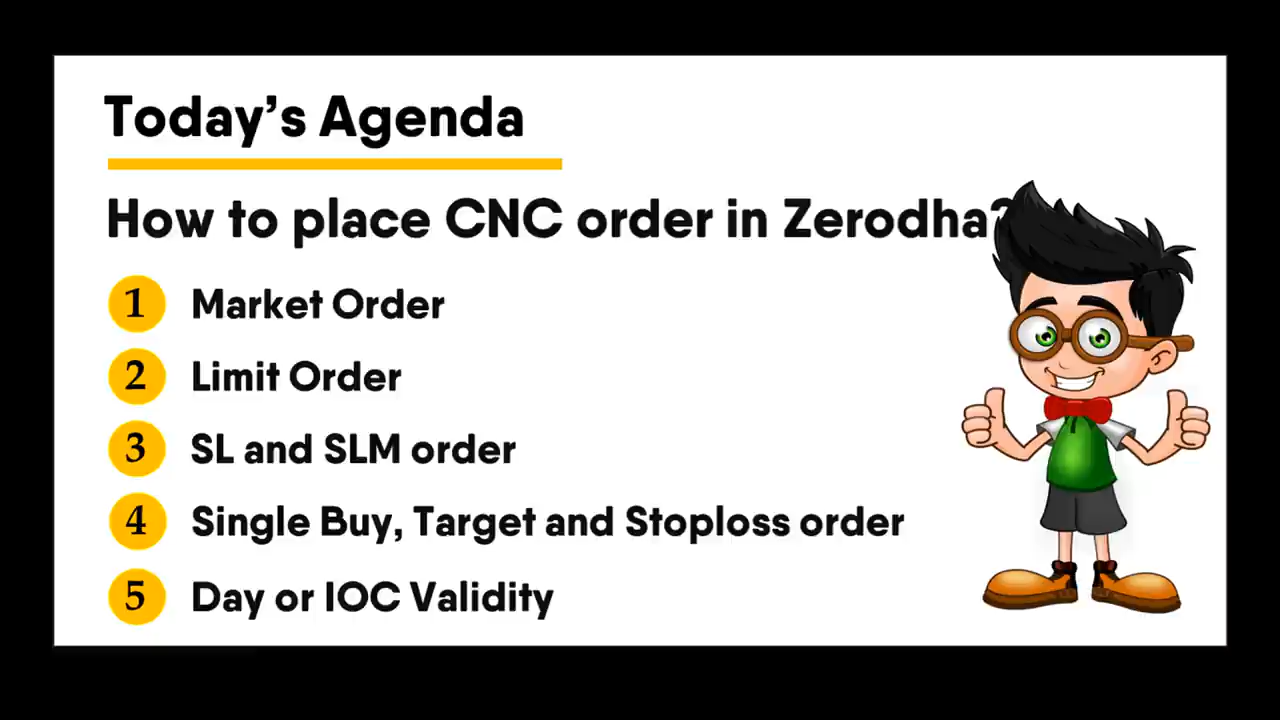 Today's Agenda
How to place CNC order in Zerodha?
1 Market Order
2 Limit Order
3 SL and SLM order
4 Single Buy, Target and Stoploss order
5 Day or IOC Validity